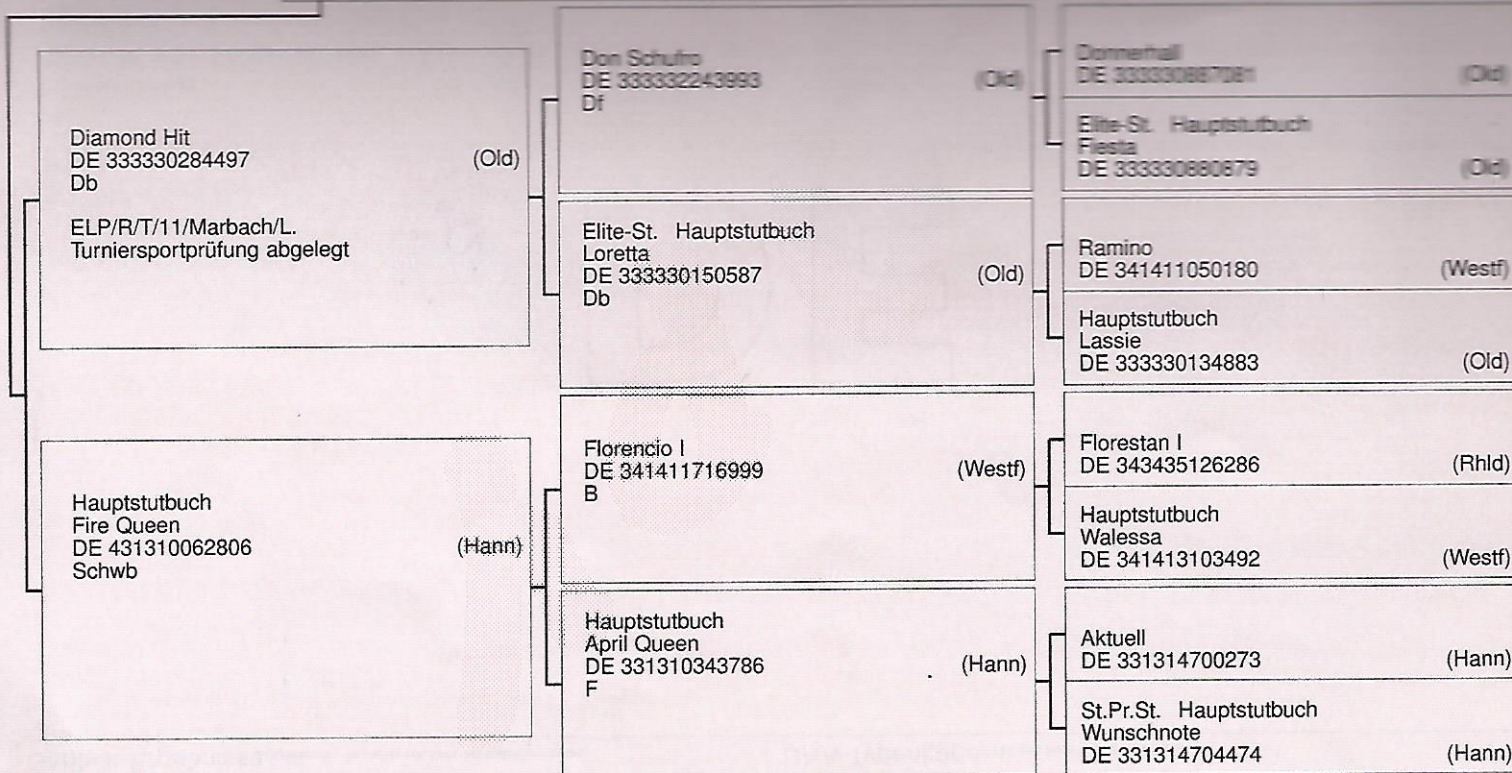 Diamond Hit
DE 333330284497 (Old)
Db
ELP/R/T/11/Marbach/L.
Turniersportprüfung abgelegt
Hauptstutbuch
Fire Queen
DE 431310062806 (Hann)
Schwb
Don Schufro
DE 333332243993 (Old)
Df
Elite-St. Hauptstutbuch
Loretta
DE 333330150587 (Old)
Db
Florencio I
DE 341411716999 (Westf)
B
Hauptstutbuch
April Queen
DE 331310343786 (Hann)
F
Donnerhall
DE 333330887081 (Old)
Elite-St. Hauptstutbuch
Fiesta
DE 333330880679 (Old)
Ramino
DE 341411050180 (Westf)
Hauptstutbuch
Lassie
DE 333330134883 (Old)
Florestan I
DE 343435126286 (Rhld)
Hauptstutbuch
Walessa
DE 341413103492 (Westf)
Aktuell
DE 331314700273 (Hann)
St.Pr.St. Hauptstutbuch
Wunschnote
DE 331314704474 (Hann)